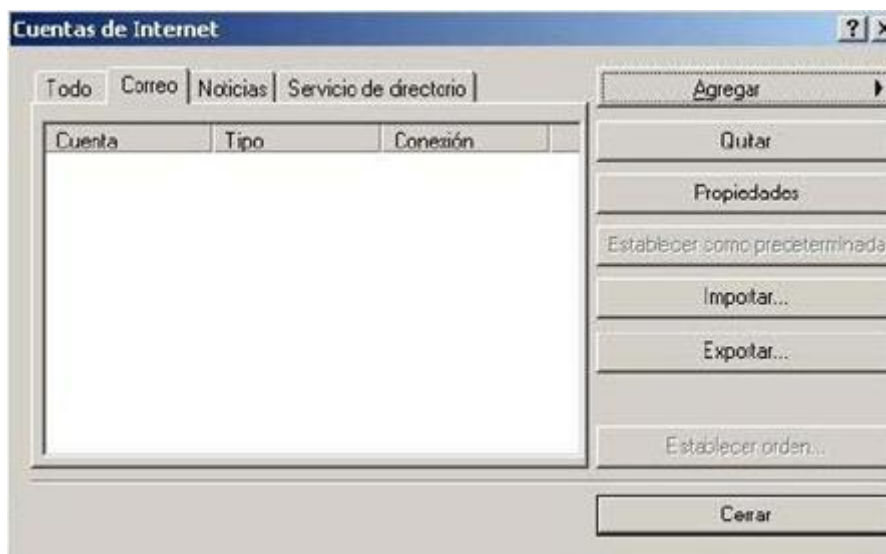 Cuentas de Internet
Todo Correo Noticias Servicio de directorio
Cuenta Tipo Conexión
Agregar
Quitar
Propiedades
Establecer como predeterminada
Importar...
Exportar...
Establecer orden...
Cerrar